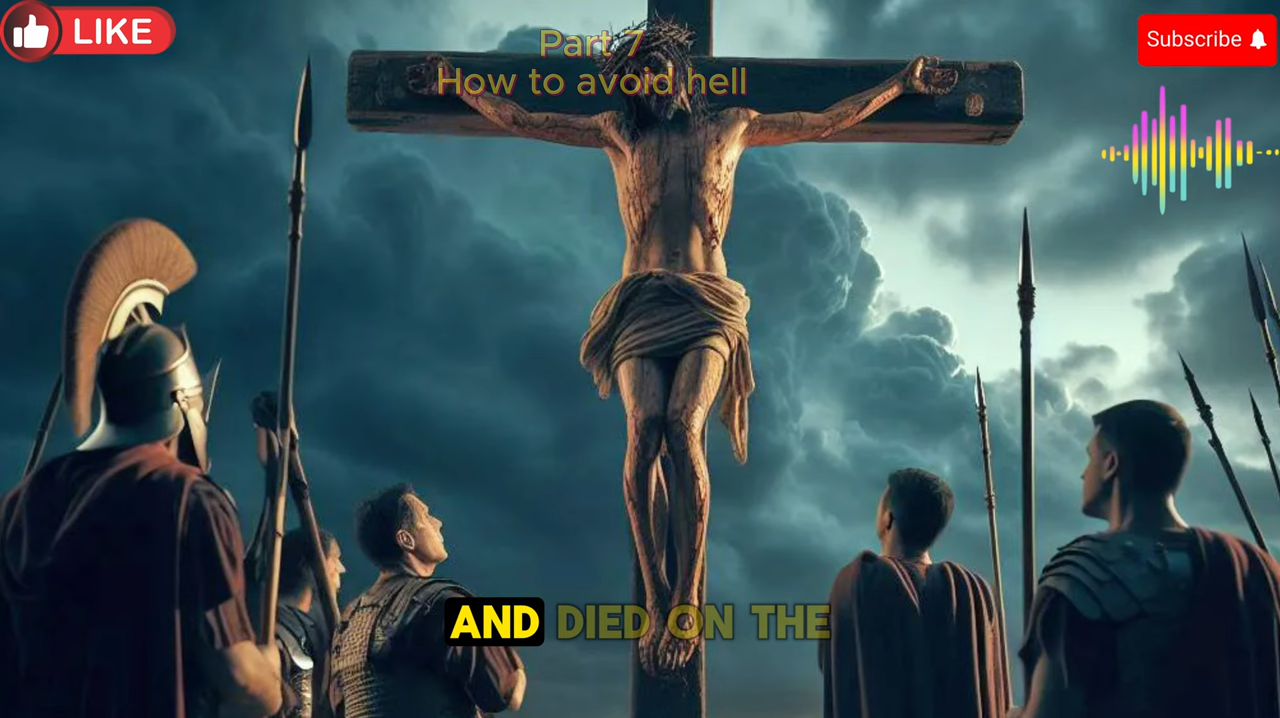 LIKE
Part 7
Subscribe
How to avoid hell
AND DIED ON THE